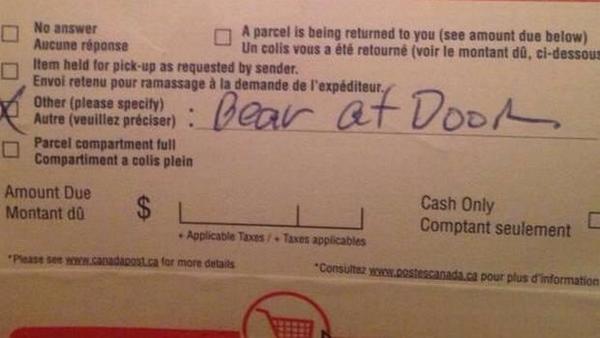 No answer
Aucune réponse
A parcel is being returned to you (see amount due below)
Un colis vous a été retourné (voir le montant dû, ci-dessous
Item held for pick-up as requested by sender.
Envoi retenu pour ramassage à la demande de l'expéditeur.
Other (please specify)
Autre (veuillez préciser) : Bear at Door
Parcel compartment full
Compartiment a colis plein
Amount Due
Montant dû
$
+ Applicable Taxes / + Taxes applicables
Cash Only
Comptant seulement
*Please see www.canadapost.ca for more details
*Consultez www.postescanada.ca pour plus d'information